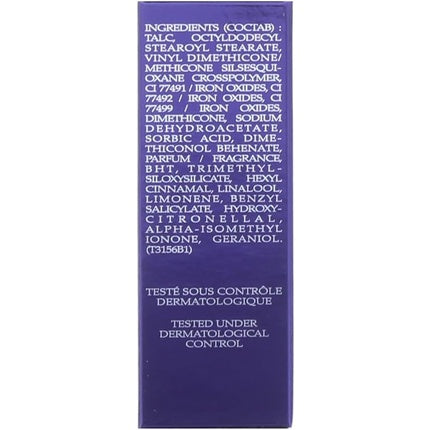 INGREDIENTS (COCTAB) :
TALC, OCTYLDODECYL
STEAROYL STEARATE,
VINYL DIMETHICONE/
METHICONE SILSESQUI-
OXANE CROSSPOLYMER,
CI 77491 / IRON OXIDES, CI
77492 / IRON OXIDES, CI
77499 / IRON OXIDES,
DIMETHICONE, SODIUM
DEHYDROACETATE,
SORBIC ACID, DIME-
THICONOL BEHENATE,
PARFUM / FRAGRANCE,
BHT, TRIMETHYL-
SILOXYSILICATE, HEXYL
CINNAMAL, LINALOOL,
LIMONENE, BENZYL
SALICYLATE, HYDROXY-
CITRONELLAL,
ALPHA-ISOMETHYL
IONONE, GERANIOL.
(T3156B1)
TESTÉ SOUS CONTRÔLE
DERMATOLOGIQUE
TESTED UNDER
DERMATOLOGICAL
CONTROL